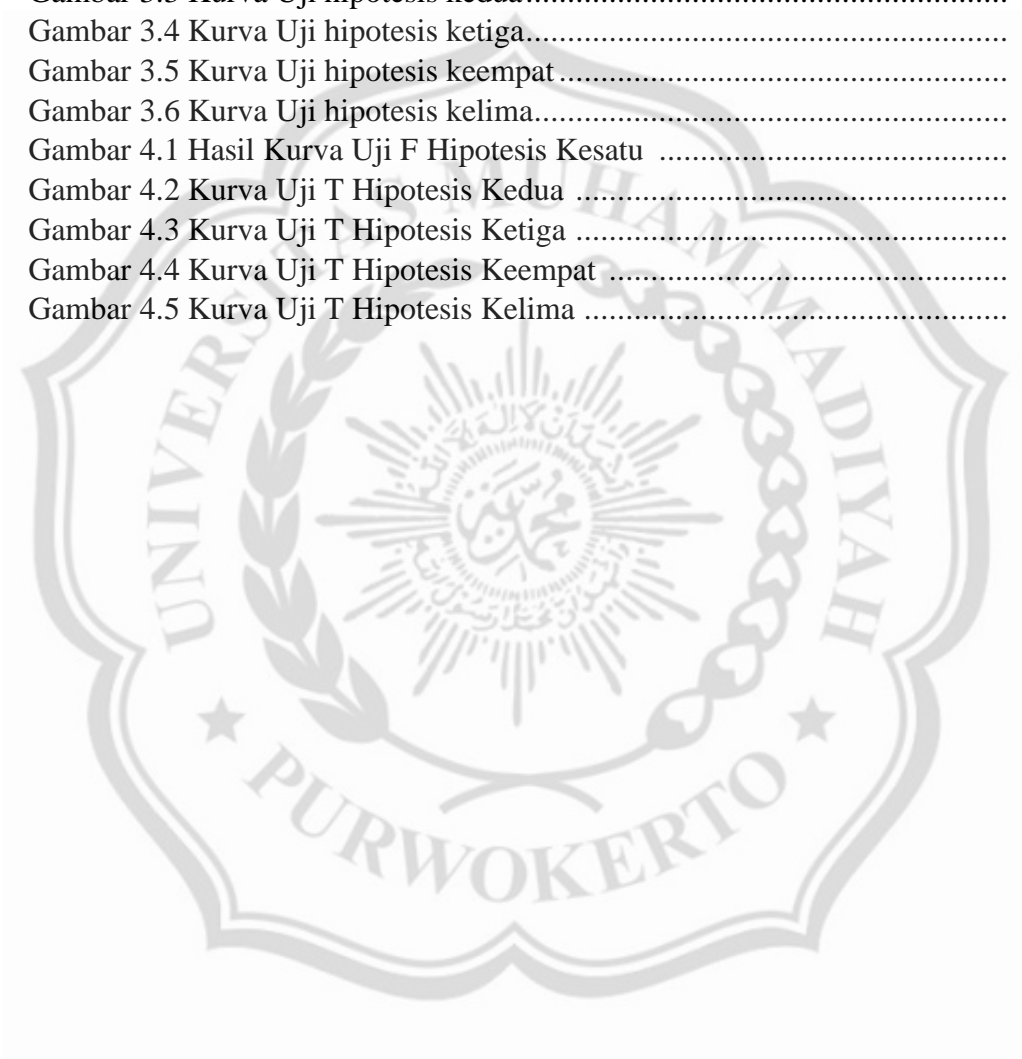 Gambar 3.4 Kurva Uji hipotesis ketiga............................................................
Gambar 3.5 Kurva Uji hipotesis keempat........................................................
Gambar 3.6 Kurva Uji hipotesis kelima...........................................................
Gambar 4.1 Hasil Kurva Uji F Hipotesis Kesatu ...........................................
Gambar 4.2 Kurva Uji T Hipotesis Kedua ......................................................
Gambar 4.3 Kurva Uji T Hipotesis Ketiga ......................................................
Gambar 4.4 Kurva Uji T Hipotesis Keempat ..................................................
Gambar 4.5 Kurva Uji T Hipotesis Kelima .....................................................
UNIVERSITAS MUHAMMADIYAH
محمد
PURWOKERTO